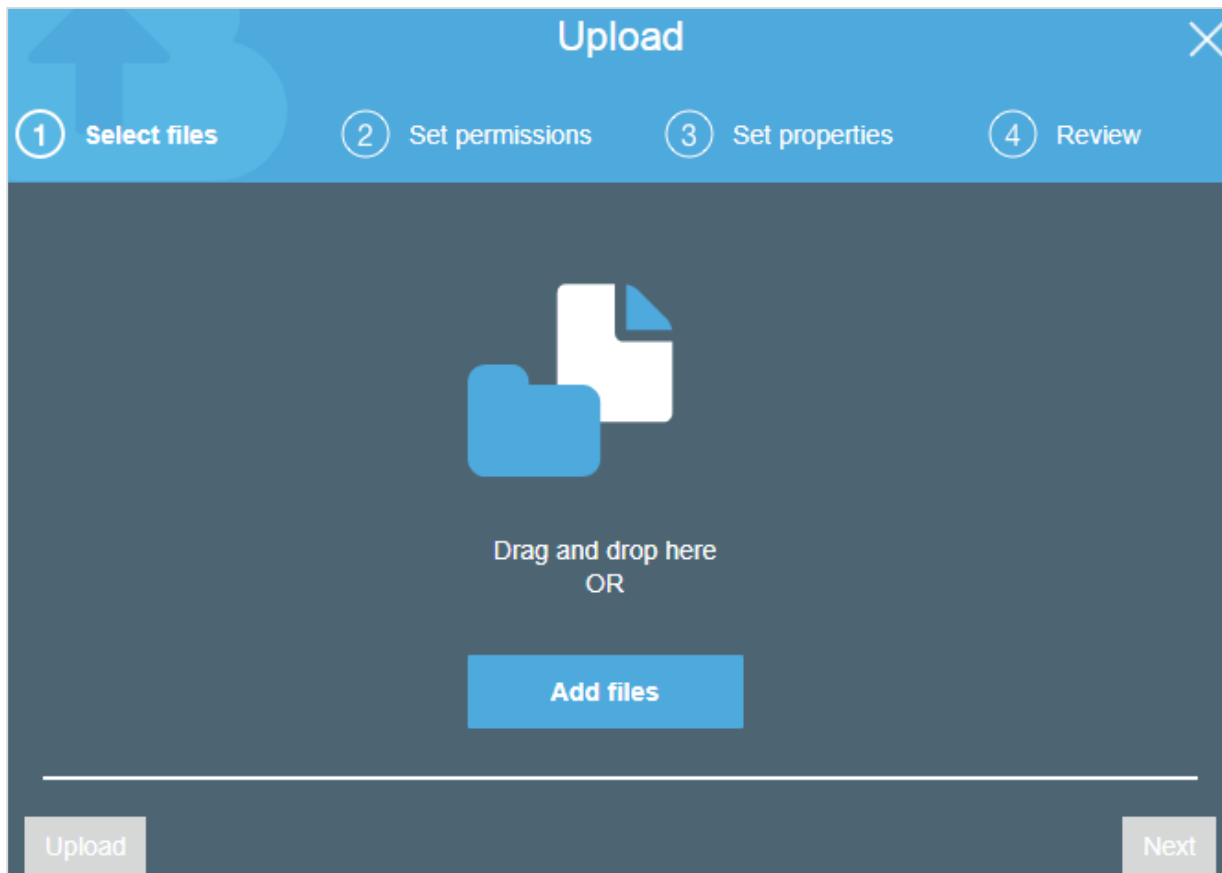 Upload
1 Select files 2 Set permissions 3 Set properties 4 Review
Drag and drop here
OR
Add files
Upload Next